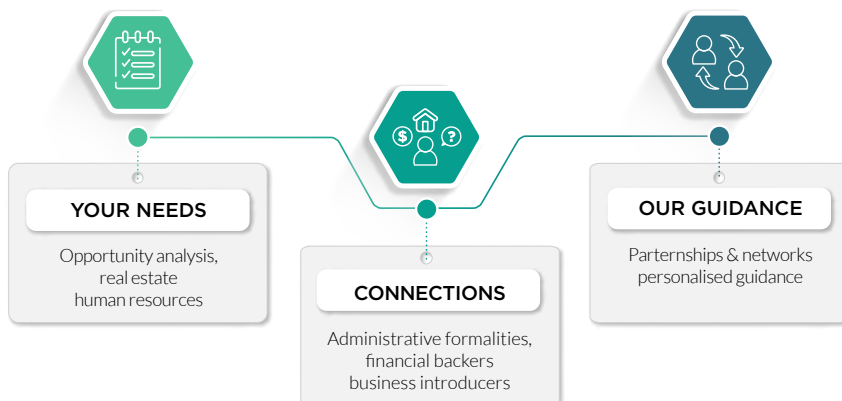 YOUR NEEDS
Opportunity analysis,
real estate
human resources
$
?
CONNECTIONS
Administrative formalities,
financial backers
business introducers
OUR GUIDANCE
Parternships & networks
personalised guidance